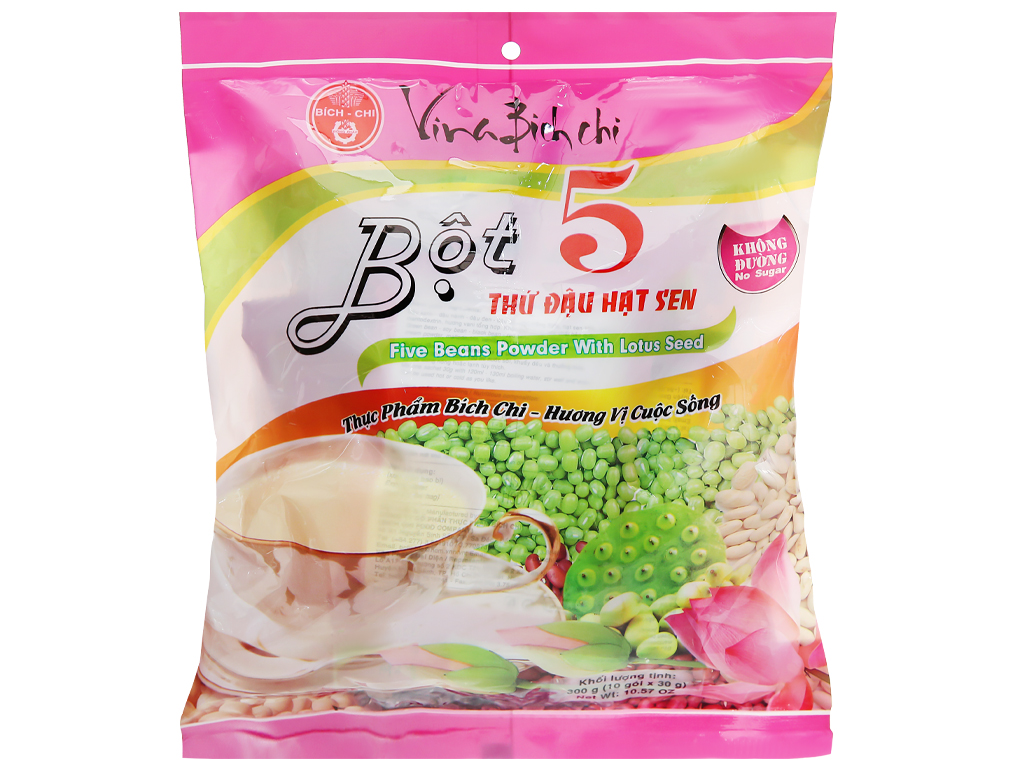 BÍCH - CHI
Vina Bich chi
Bột 5
THỨ ĐẬU HẠT SEN
KHÔNG
ĐƯỜNG
No Sugar
Five Beans Powder With Lotus Seed
Thực Phẩm Bích Chi - Hương Vị Cuộc Sống
Khối lượng tịnh:
300 g (10 gói x 30 g)
Net Wt: 10.57 OZ